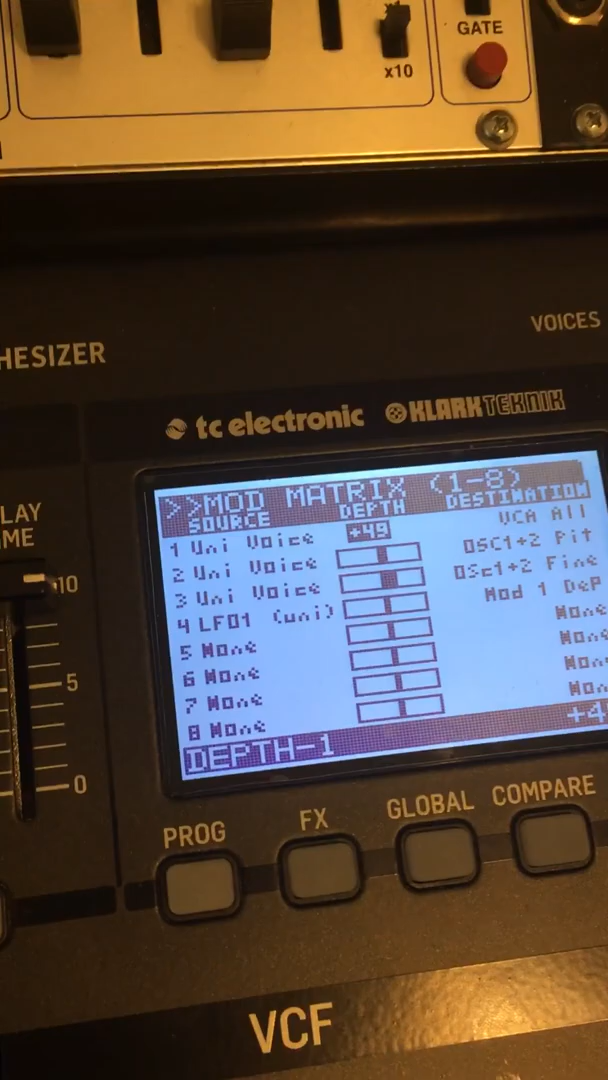 GATE
x10
VOICES
HESIZER
tc electronic
KLARK TEKNIK
LAY
ME
10
5
0
>>MOD MATRIX (1-8)
SOURCE DEPTH DESTINATION
1 Uni Voice +49 VCA All
2 Uni Voice OSC1+2 Pit
3 Uni Voice OSc1+2 Fine
4 LFO1 (uni) Mod 1 Dep
5 None None
6 None None
7 None None
8 None Non
DEPTH-1 +4
PROG FX GLOBAL COMPARE
VCF